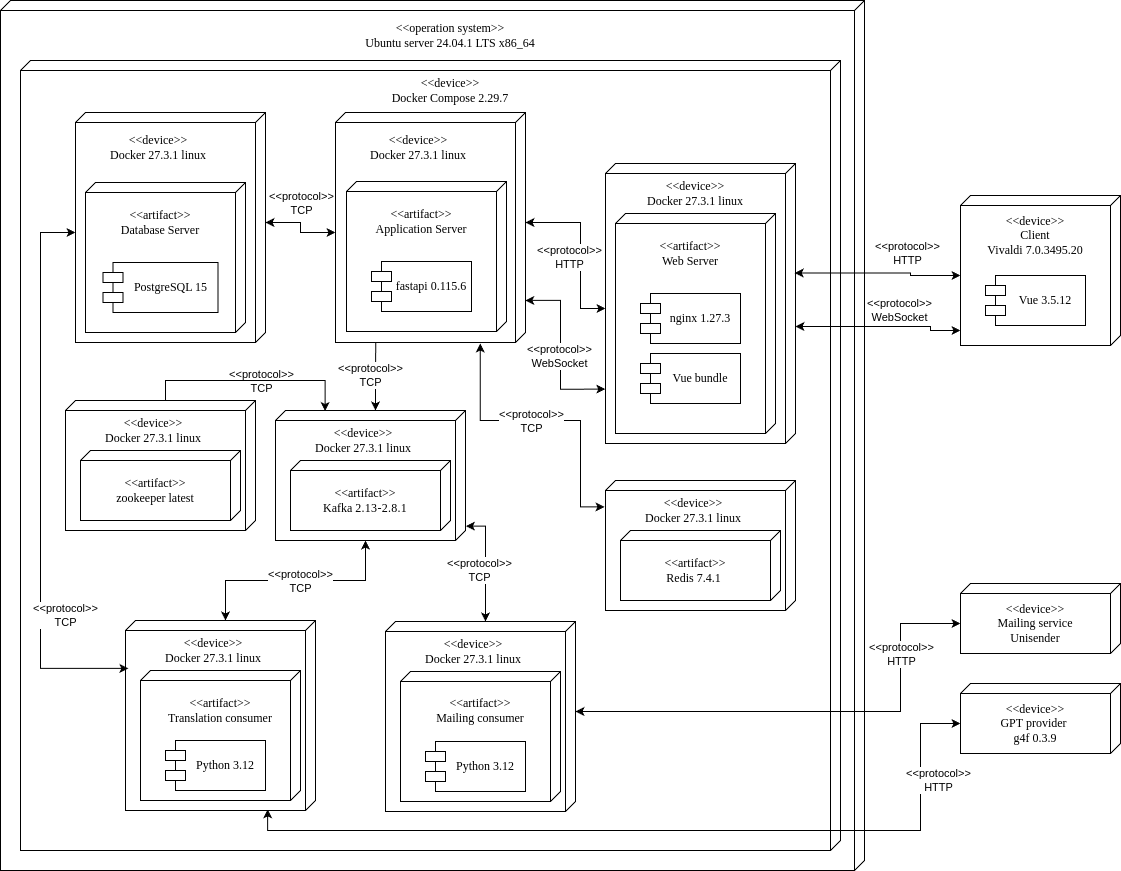 <<operation system>>
Ubuntu server 24.04.1 LTS x86_64
<<device>>
Docker Compose 2.29.7
<<device>>
Docker 27.3.1 linux
<<artifact>>
Database Server
PostgreSQL 15
<<protocol>>
TCP
<<device>>
Docker 27.3.1 linux
<<artifact>>
Application Server
fastapi 0.115.6
<<protocol>>
HTTP
<<protocol>>
WebSocket
<<device>>
Docker 27.3.1 linux
<<artifact>>
Web Server
nginx 1.27.3
Vue bundle
<<protocol>>
HTTP
<<protocol>>
WebSocket
<<device>>
Client
Vivaldi 7.0.3495.20
Vue 3.5.12
<<protocol>>
TCP
<<protocol>>
TCP
<<protocol>>
TCP
<<device>>
Docker 27.3.1 linux
<<artifact>>
zookeeper latest
<<device>>
Docker 27.3.1 linux
<<artifact>>
Kafka 2.13-2.8.1
<<device>>
Docker 27.3.1 linux
<<artifact>>
Redis 7.4.1
<<protocol>>
TCP
<<protocol>>
TCP
<<protocol>>
TCP
<<device>>
Docker 27.3.1 linux
<<artifact>>
Translation consumer
Python 3.12
<<device>>
Docker 27.3.1 linux
<<artifact>>
Mailing consumer
Python 3.12
<<protocol>>
HTTP
<<device>>
Mailing service
Unisender
<<device>>
GPT provider
g4f 0.3.9
<<protocol>>
HTTP